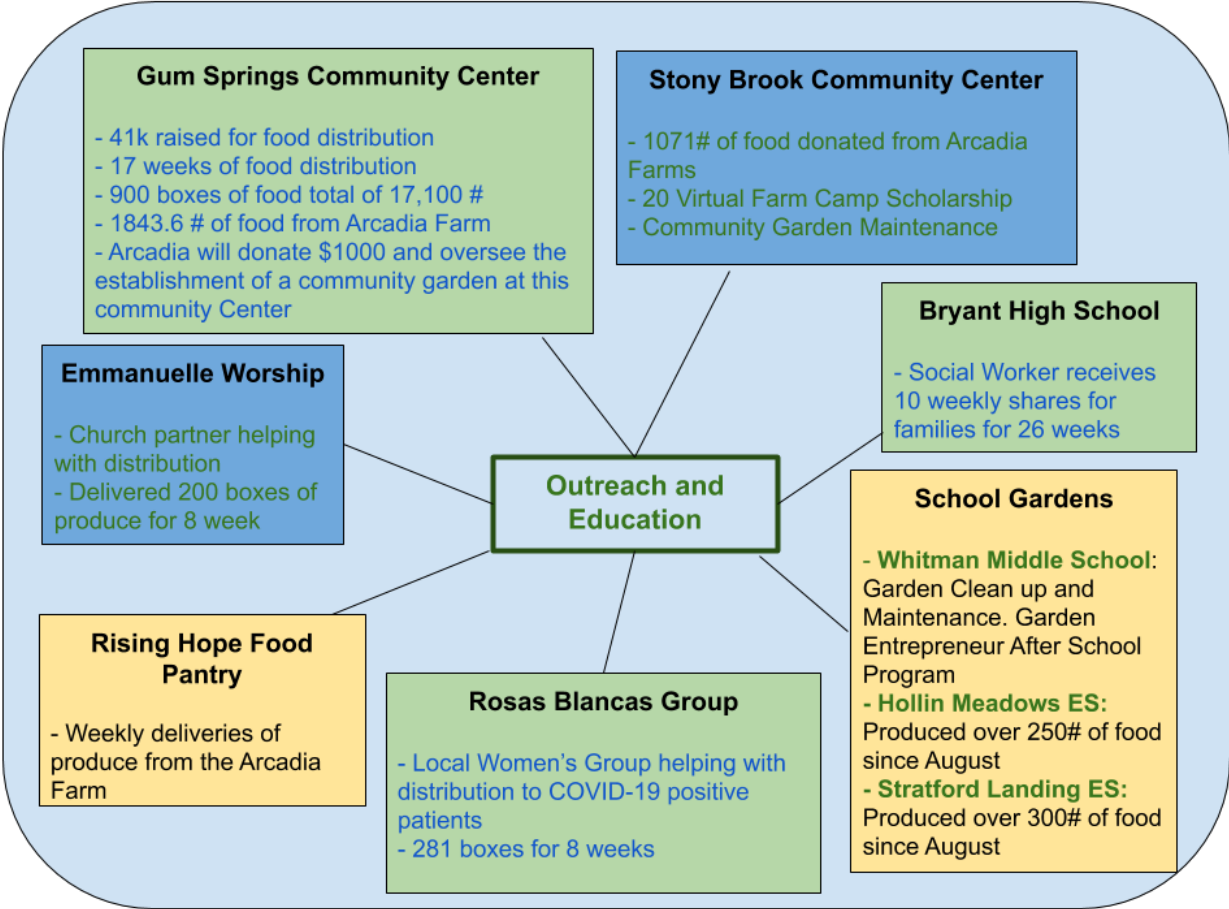 Gum Springs Community Center
- 41k raised for food distribution
- 17 weeks of food distribution
- 900 boxes of food total of 17,100 #
- 1843.6 # of food from Arcadia Farm
- Arcadia will donate $1000 and oversee the
establishment of a community garden at this
community Center
Stony Brook Community Center
- 1071# of food donated from Arcadia
Farms
- 20 Virtual Farm Camp Scholarship
- Community Garden Maintenance
Bryant High School
- Social Worker receives
10 weekly shares for
families for 26 weeks
Emmanuelle Worship
- Church partner helping
with distribution
- Delivered 200 boxes of
produce for 8 week
Outreach and
Education
School Gardens
- Whitman Middle School:
Garden Clean up and
Maintenance. Garden
Entrepreneur After School
Program
- Hollin Meadows ES:
Produced over 250# of food
since August
- Stratford Landing ES:
Produced over 300# of food
since August
Rising Hope Food
Pantry
- Weekly deliveries of
produce from the Arcadia
Farm
Rosas Blancas Group
- Local Women's Group helping with
distribution to COVID-19 positive
patients
- 281 boxes for 8 weeks